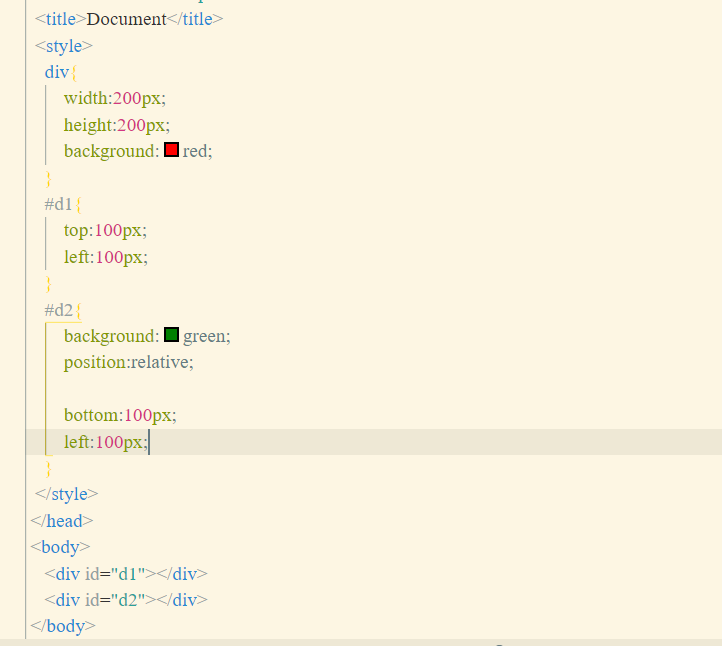 <title>Document</title>
<style>
div{
width:200px;
height:200px;
background: red;
}
#d1{
top:100px;
left:100px;
}
#d2{
background: green;
position:relative;
bottom:100px;
left:100px;
}
</style>
</head>
<body>
<div id="d1"></div>
<div id="d2"></div>
</body>